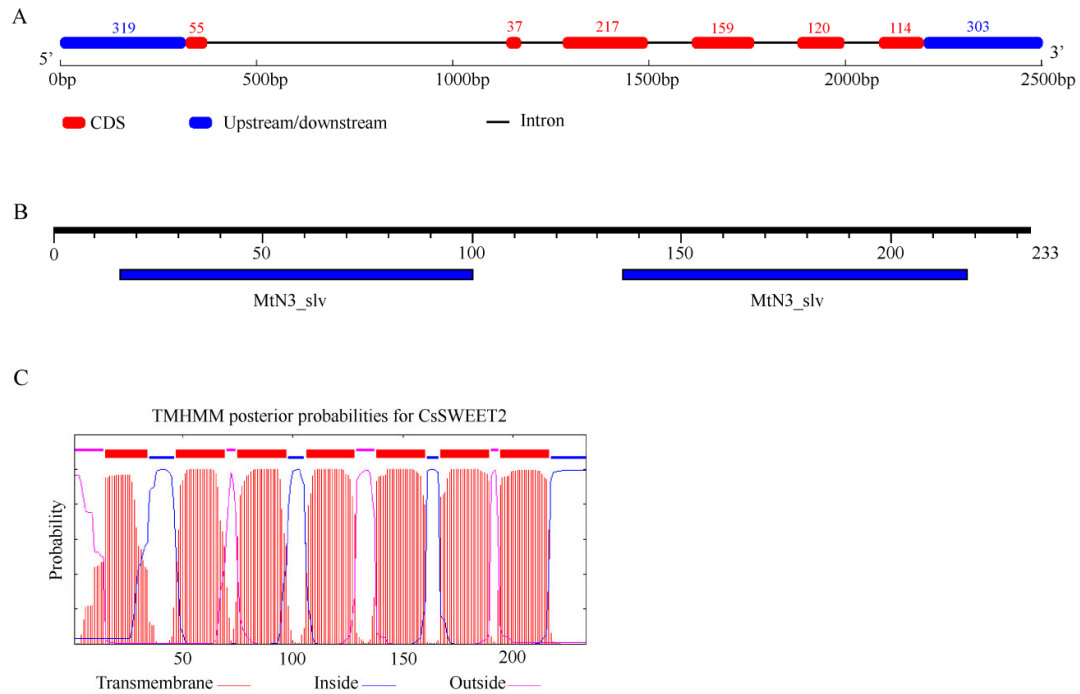 A
319 55 37 217 159 120 114 303
5’ 3’
0bp 500bp 1000bp 1500bp 2000bp 2500bp
CDS Upstream/downstream Intron
B
0 50 100 150 200 233
MtN3_slv MtN3_slv
C
TMHMM posterior probabilities for CsSWEET2
Probability
50 100 150 200
Transmembrane Inside Outside